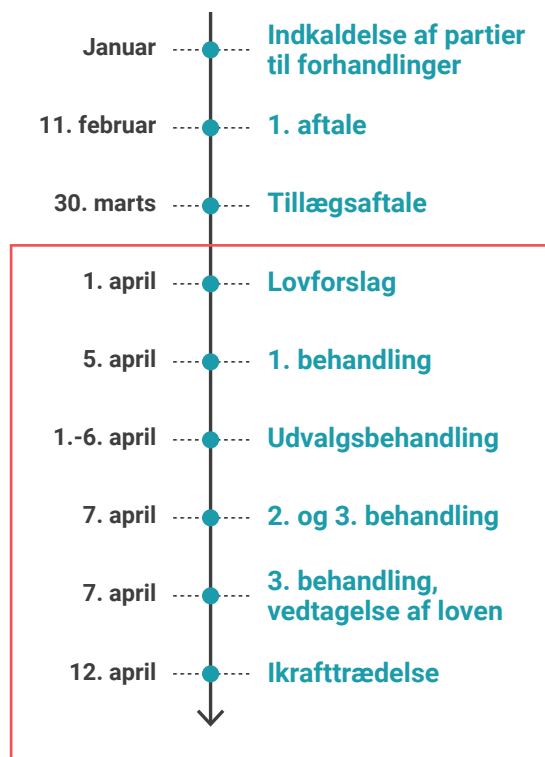 Januar
Indkaldelse af partier
til forhandlinger
11. februar
1. aftale
30. marts
Tillægsaftale
1. april
Lovforslag
5. april
1. behandling
1.-6. april
Udvalgsbehandling
7. april
2. og 3. behandling
7. april
3. behandling,
vedtagelse af loven
12. april
Ikrafttrædelse